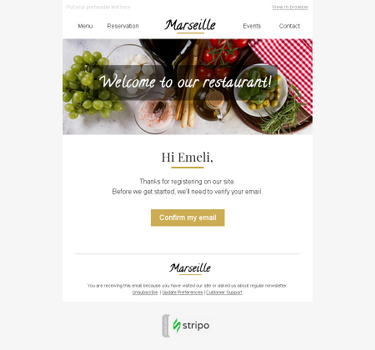 Put your preheader text here
View in browser
Menu Reservation Marseille Events Contact
Welcome to our restaurant!
Hi Emeli,
Thanks for registering on our site.
Before we get started, we'll need to verify your email.
Confirm my email
Marseille
You are receiving this email because you have visited our site or asked us about regular newsletter.
Unsubscribe | Update Preferences | Customer Support
stripo